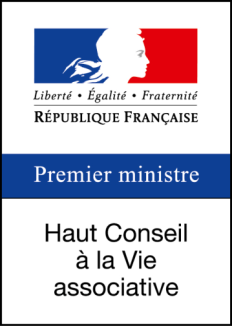 Liberté • Égalité • Fraternité
RÉPUBLIQUE FRANÇAISE
Premier ministre
Haut Conseil
à la Vie
associative